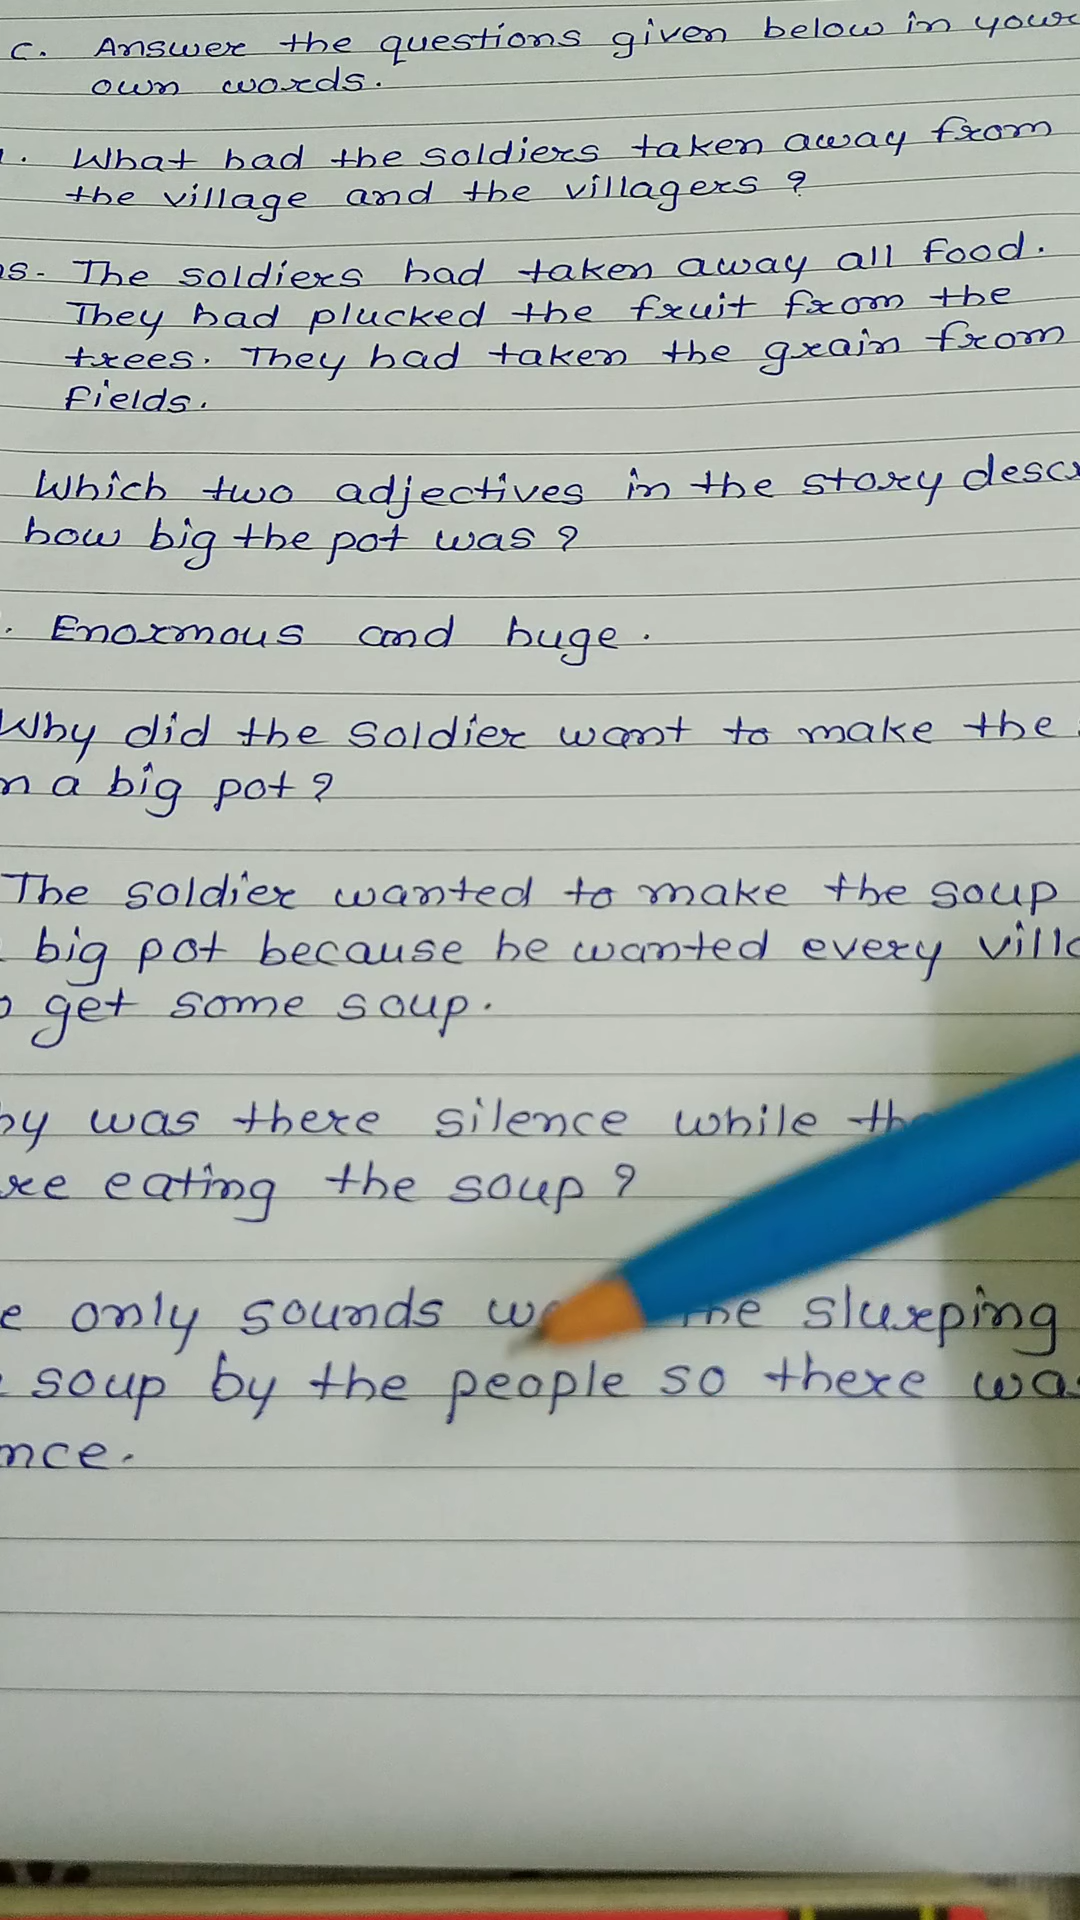 C. Answer the questions given below in your
own words.
1. What had the soldiers taken away from
the village and the villagers ?
s. The soldiers had taken away all food.
They had plucked the fruit from the
trees. They had taken the grain from
fields.
Which two adjectives in the story
how big the pot was ?
. Enormous and huge.
Why did the soldier want to make the
a big pot ?
The soldier wanted to make the soup
big pot because he wanted every
get some soup.
was there silence while
eating the soup ?
only sounds the slurping
soup by the people so there was